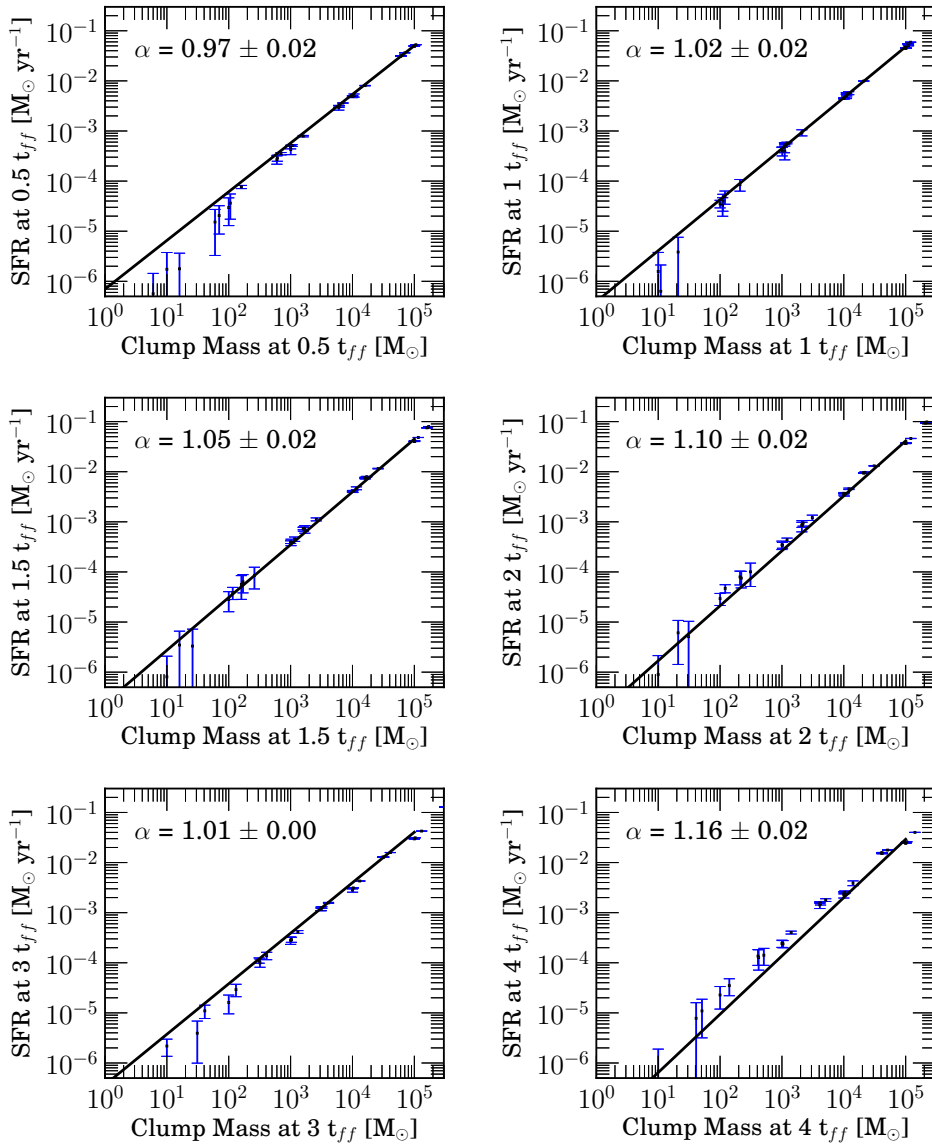 α = 0.97 ± 0.02
SFR at 0.5 t_ff [M⊙ yr⁻¹]
10⁻¹
10⁻²
10⁻³
10⁻⁴
10⁻⁵
10⁻⁶
10⁰ 10¹ 10² 10³ 10⁴ 10⁵
Clump Mass at 0.5 t_ff [M⊙]
α = 1.02 ± 0.02
SFR at 1 t_ff [M⊙ yr⁻¹]
10⁻¹
10⁻²
10⁻³
10⁻⁴
10⁻⁵
10⁻⁶
10⁰ 10¹ 10² 10³ 10⁴ 10⁵
Clump Mass at 1 t_ff [M⊙]
α = 1.05 ± 0.02
SFR at 1.5 t_ff [M⊙ yr⁻¹]
10⁻¹
10⁻²
10⁻³
10⁻⁴
10⁻⁵
10⁻⁶
10⁰ 10¹ 10² 10³ 10⁴ 10⁵
Clump Mass at 1.5 t_ff [M⊙]
α = 1.10 ± 0.02
SFR at 2 t_ff [M⊙ yr⁻¹]
10⁻¹
10⁻²
10⁻³
10⁻⁴
10⁻⁵
10⁻⁶
10⁰ 10¹ 10² 10³ 10⁴ 10⁵
Clump Mass at 2 t_ff [M⊙]
α = 1.01 ± 0.00
SFR at 3 t_ff [M⊙ yr⁻¹]
10⁻¹
10⁻²
10⁻³
10⁻⁴
10⁻⁵
10⁻⁶
10⁰ 10¹ 10² 10³ 10⁴ 10⁵
Clump Mass at 3 t_ff [M⊙]
α = 1.16 ± 0.02
SFR at 4 t_ff [M⊙ yr⁻¹]
10⁻¹
10⁻²
10⁻³
10⁻⁴
10⁻⁵
10⁻⁶
10⁰ 10¹ 10² 10³ 10⁴ 10⁵
Clump Mass at 4 t_ff [M⊙]